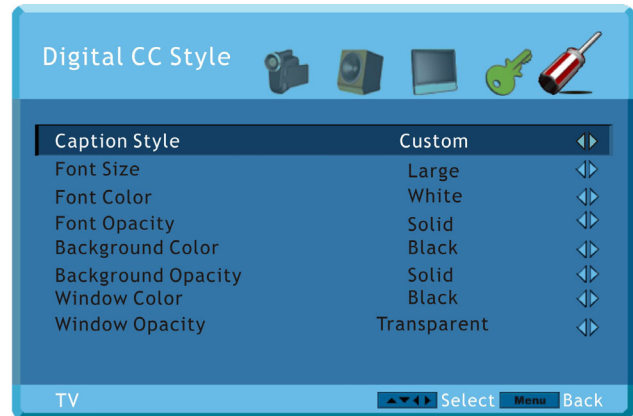 Digital CC Style
Caption Style Custom
Font Size Large
Font Color White
Font Opacity Solid
Background Color Black
Background Opacity Solid
Window Color Black
Window Opacity Transparent
TV Select Menu Back